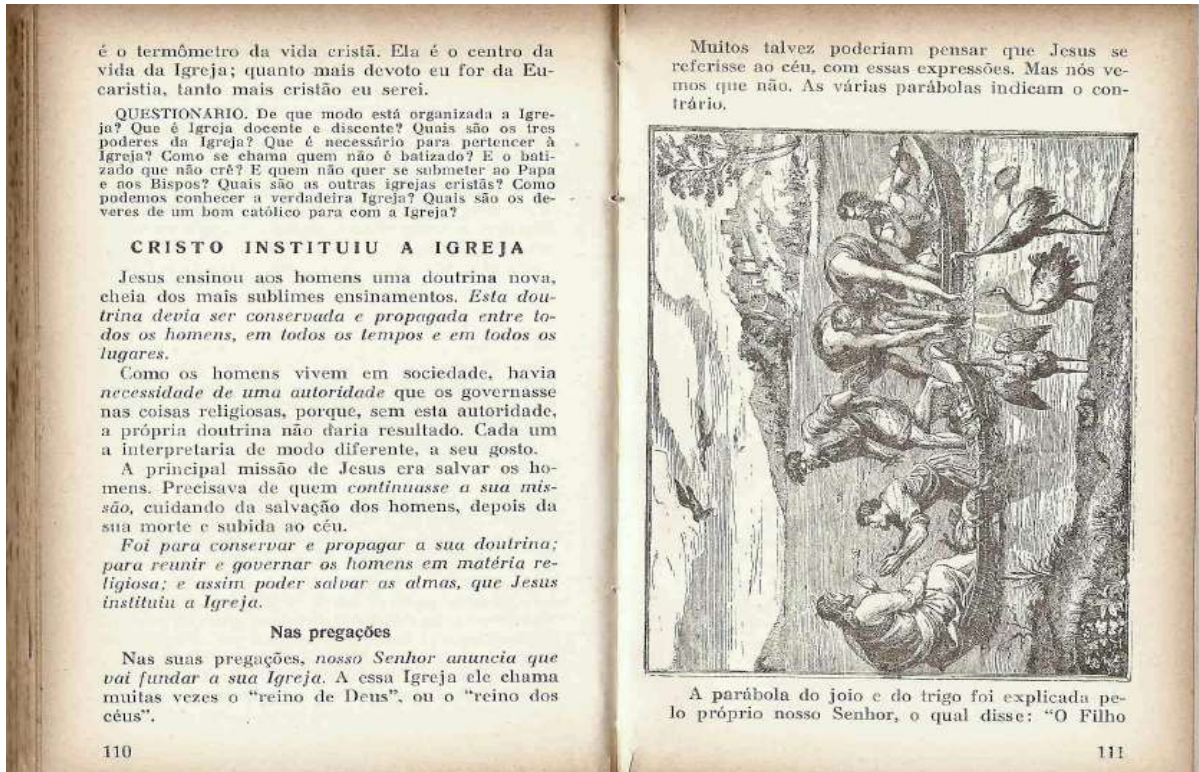 é o termômetro da vida cristã. Ela é o centro da
vida da Igreja; quanto mais devoto eu for da Eu-
caristia, tanto mais cristão eu serei.
QUESTIONÁRIO. De que modo está organizada a Igre-
ja? Que é Igreja docente e discente? Quais são os tres
poderes da Igreja? Que é necessário para pertencer à
Igreja? Como se chama quem não é batizado? E o bati-
zado que não crê? E quem não quer se submeter ao Papa
e aos Bispos? Quais são as outras igrejas cristãs? Como
podemos conhecer a verdadeira Igreja? Quais são os de-
veres de um bom católico para com a Igreja?
CRISTO INSTITUIU A IGREJA
Jesus ensinou aos homens uma doutrina nova,
cheia dos mais sublimes ensinamentos. Esta dou-
trina devia ser conservada e propagada entre to-
dos os homens, em todos os tempos e em todos os
lugares.
Como os homens vivem em sociedade, havia
necessidade de uma autoridade que os governasse
nas coisas religiosas, porque, sem esta autoridade,
a própria doutrina não daria resultado. Cada um
a interpretaria de modo diferente, a seu gosto.
A principal missão de Jesus era salvar os ho-
mens. Precisava de quem continuasse a sua mis-
são, cuidando da salvação dos homens, depois da
sua morte e subida ao céu.
Foi para conservar e propagar a sua doutrina;
para reunir e governar os homens em matéria re-
ligiosa; e assim poder salvar as almas, que Jesus
instituiu a Igreja.
Nas pregações
Nas suas pregações, nosso Senhor anuncia que
vai fundar a sua Igreja. A essa Igreja ele chama
muitas vezes o “reino de Deus”, ou o “reino dos
céus”.
110
Muitos talvez poderiam pensar que Jesus se
referisse ao céu, com essas expressões. Mas nós ve-
mos que não. As várias parábolas indicam o con-
trário.
A parábola do joio e do trigo foi explicada pe-
lo próprio nosso Senhor, o qual disse: “O Filho
111